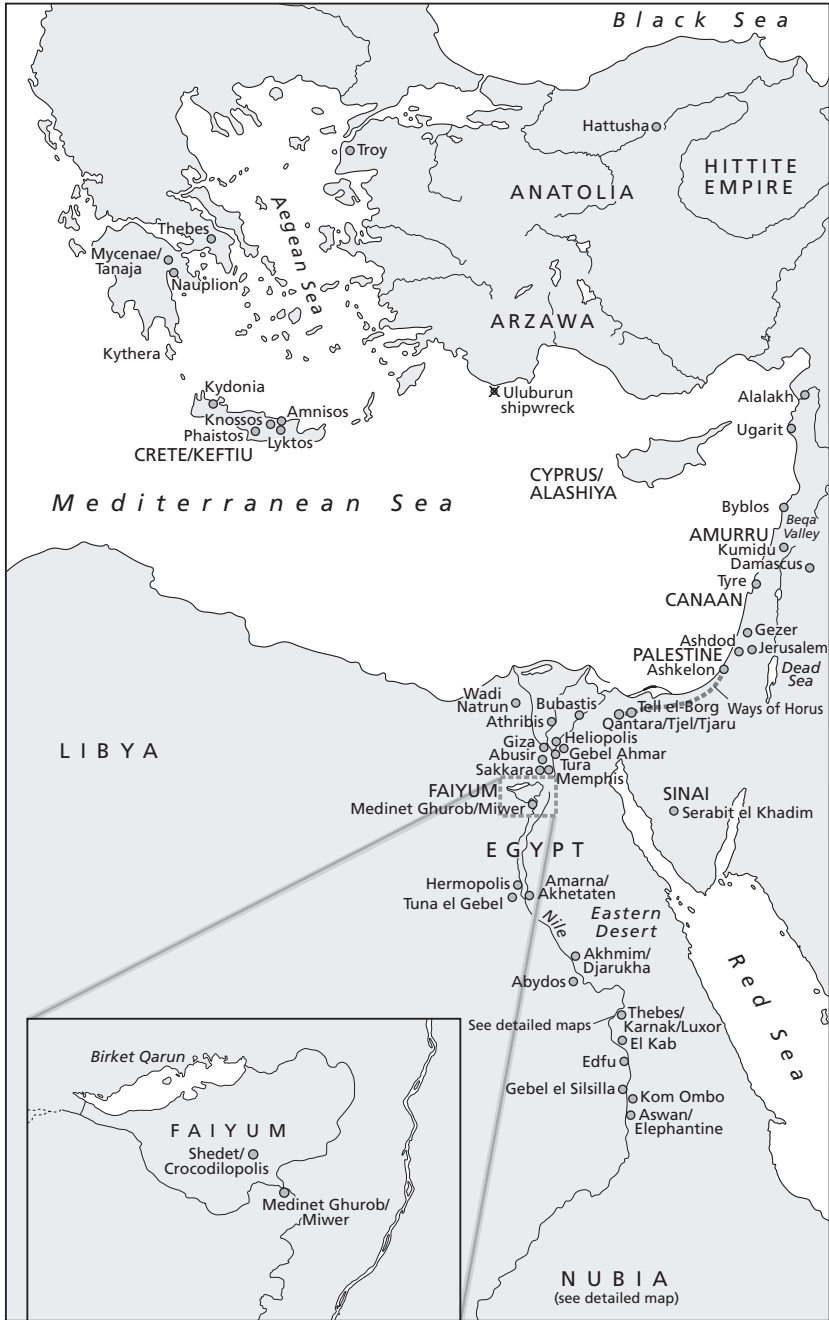 Black Sea
Hattusha
Troy
HITTITE
EMPIRE
ANATOLIA
Aegean Sea
Thebes
Mycenae/
Tanaja
Nauplion
ARZAWA
Kythera
Kydonia
Uluburun
shipwreck
Alalakh
Knossos
Amnisos
Phaistos
Lyktos
Ugarit
CRETE/KEFTIU
CYPRUS/
ALASHIYA
Mediterranean Sea
Byblos
Beqa
Valley
AMURRU
Kumidu
Damascus
Tyre
CANAAN
Gezer
Ashdod
Jerusalem
PALESTINE
Ashkelon
Dead
Sea
Wadi
Natrun
Bubastis
Tell el-Borg
Ways of Horus
Athribis
Qantara/Tjel/Tjaru
LIBYA
Giza
Heliopolis
Abusir
Gebel Ahmar
Sakkara
Tura
Memphis
FAIYUM
SINAI
Medinet Ghurob/Miwer
Serabit el Khadim
EGYPT
Hermopolis
Amarna/
Akhetaten
Tuna el Gebel
Nile
Eastern
Desert
Akhmim/
Djarukha
Abydos
Red Sea
See detailed maps
Thebes/
Karnak/Luxor
El Kab
Edfu
Gebel el Silsilla
Kom Ombo
Aswan/
Elephantine
NUBIA
(see detailed map)
Birket Qarun
FAIYUM
Shedet/
Crocodilopolis
Medinet Ghurob/
Miwer